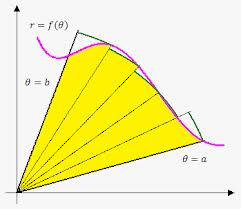 r = f(θ)
θ = b
θ = a